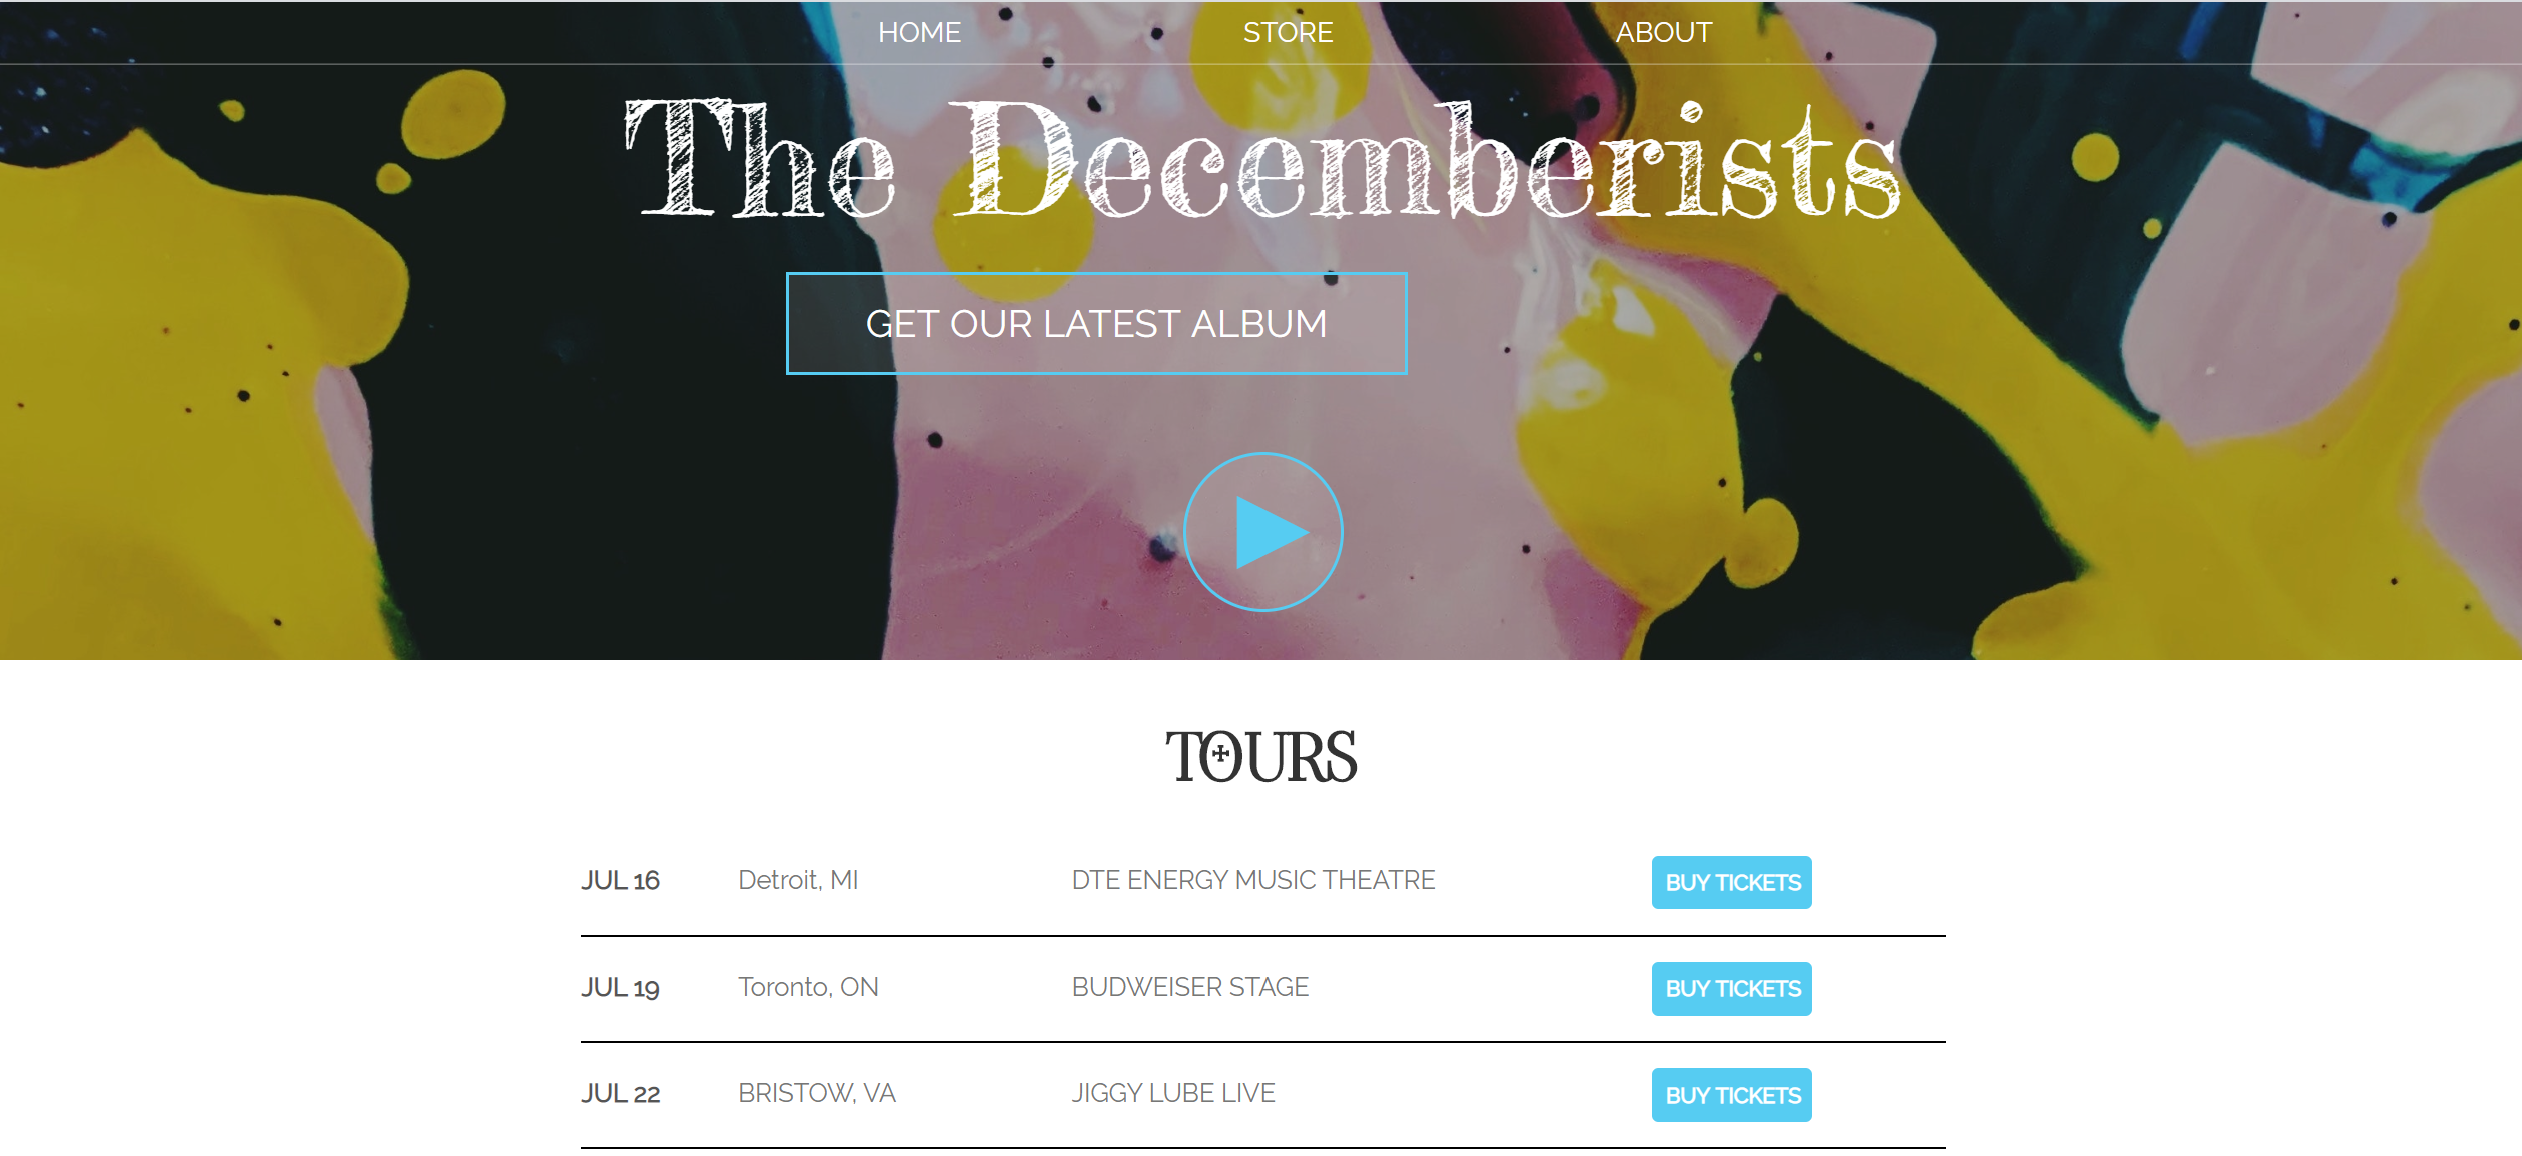 HOME STORE ABOUT
The Decemberists
GET OUR LATEST ALBUM
TOURS
JUL 16 Detroit, MI DTE ENERGY MUSIC THEATRE BUY TICKETS
JUL 19 Toronto, ON BUDWEISER STAGE BUY TICKETS
JUL 22 BRISTOW, VA JIGGY LUBE LIVE BUY TICKETS